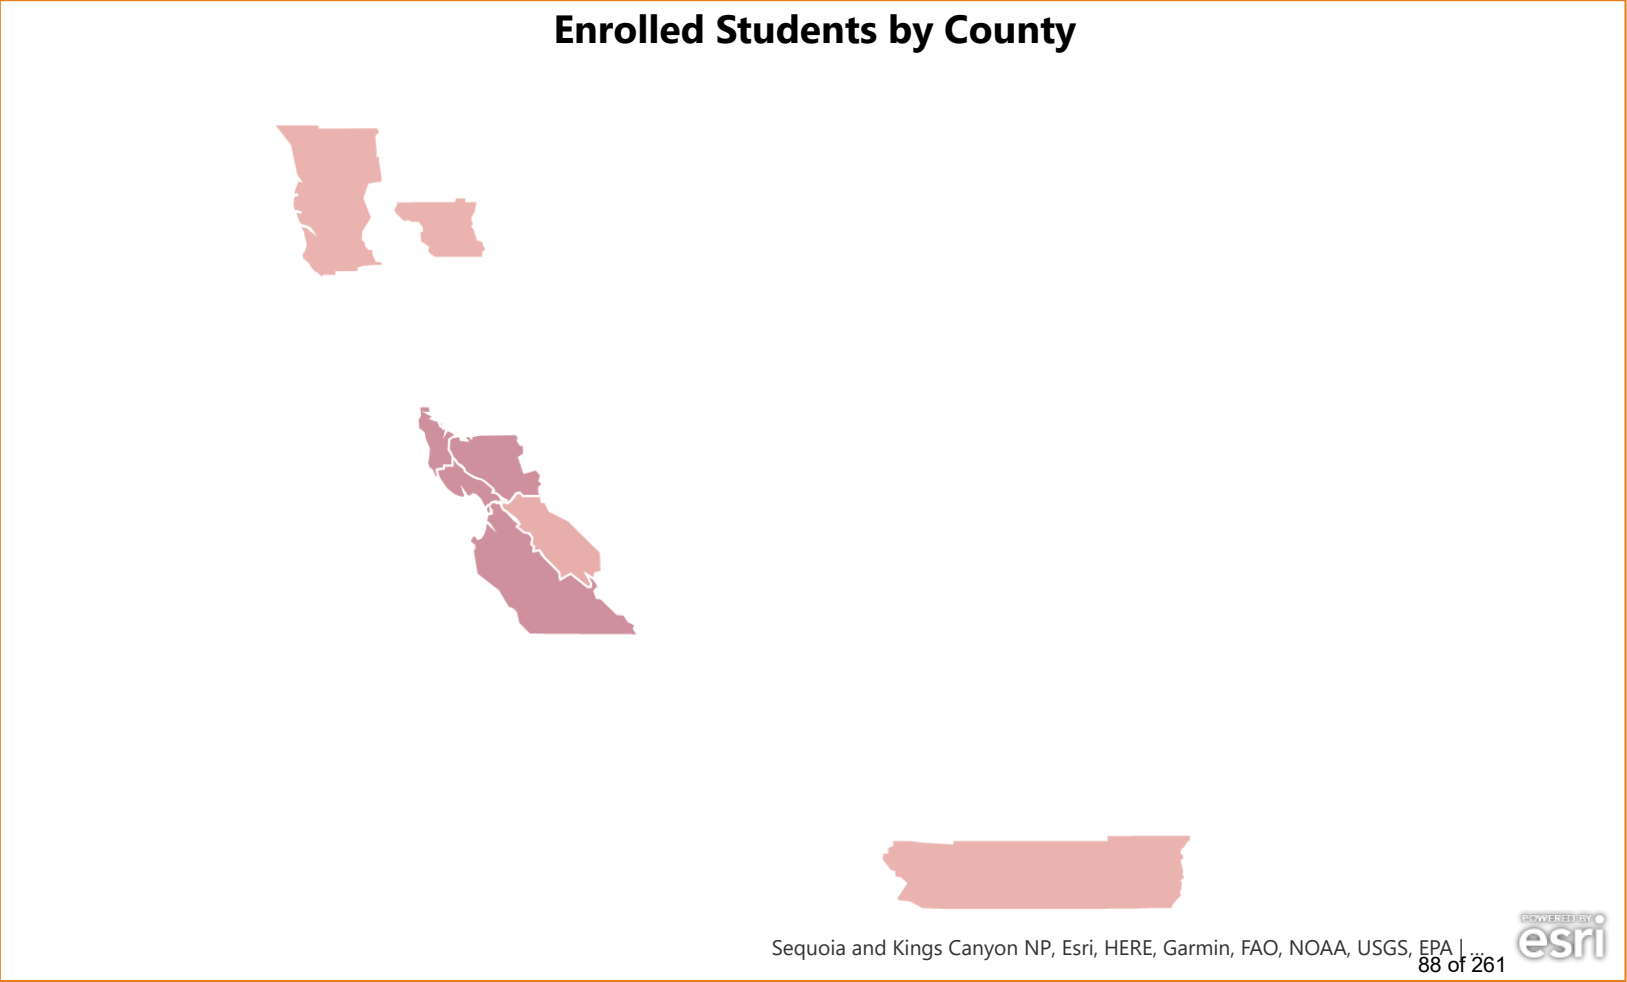 Enrolled Students by County
Sequoia and Kings Canyon NP, Esri, HERE, Garmin, FAO, NOAA, USGS, EPA | ...
POWERED BY
esri
88 of 261